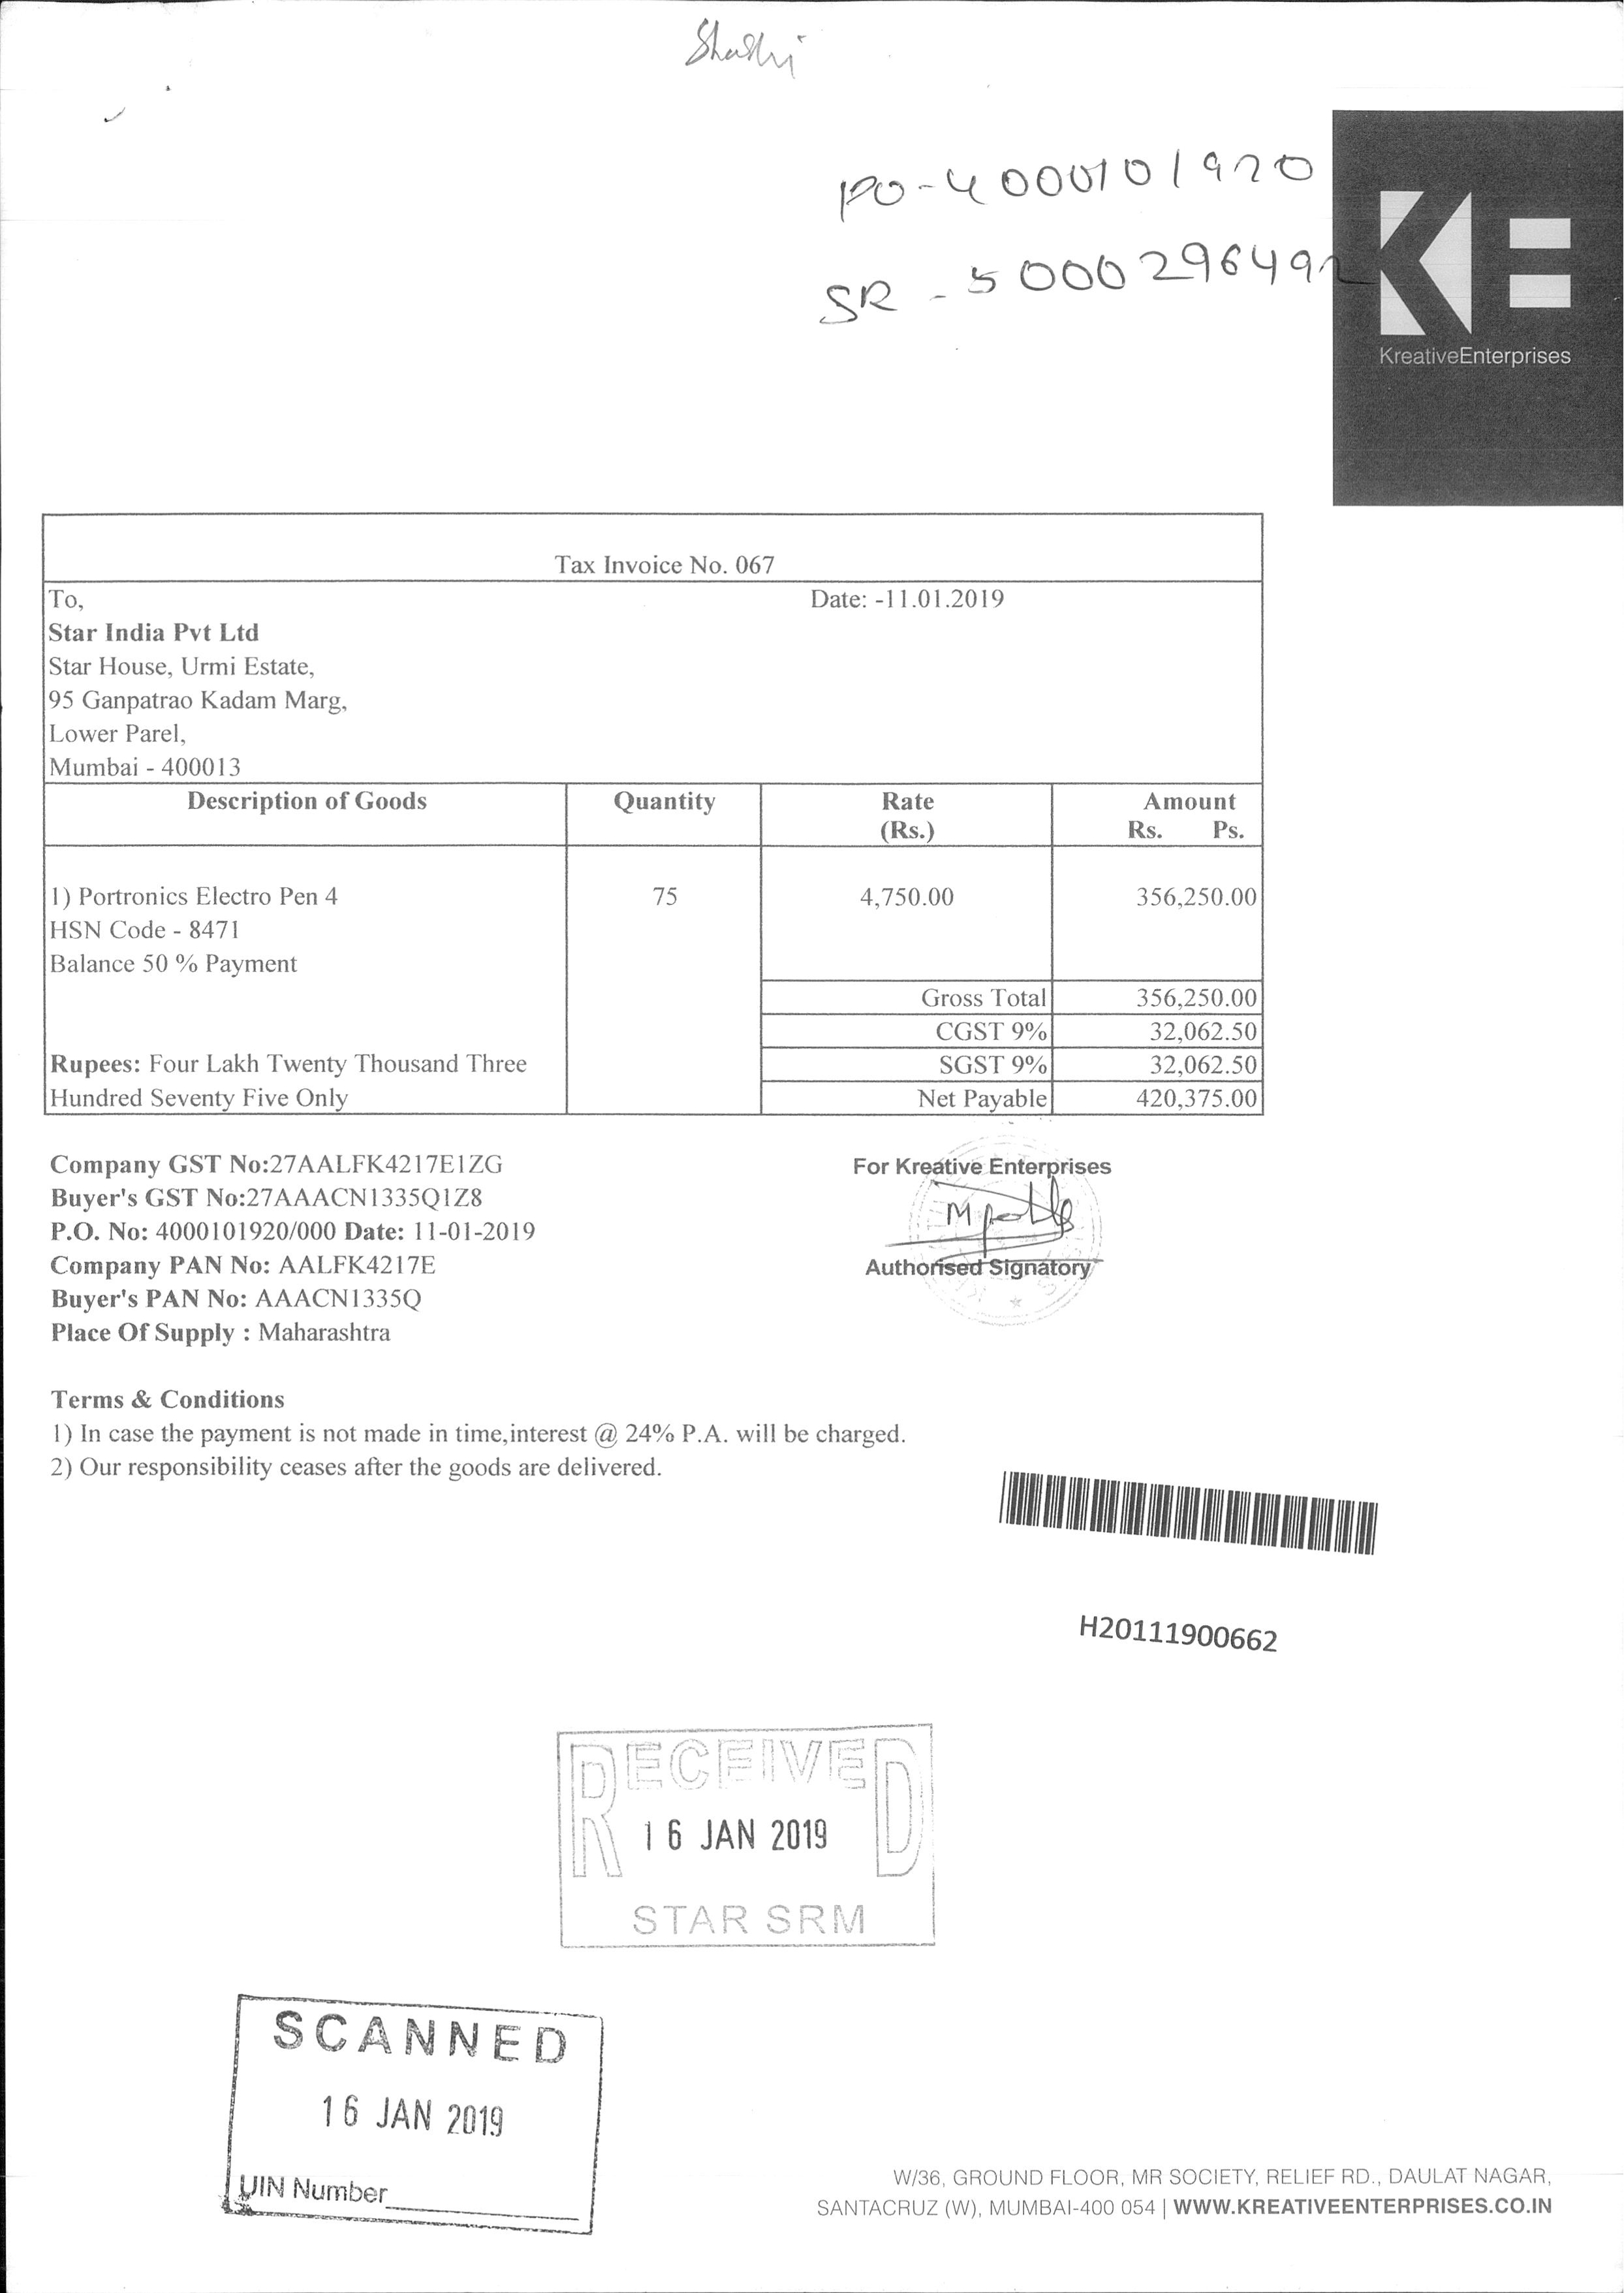 Shashi
PO-4000101920
SR - 5000296492
KreativeEnterprises
Tax Invoice No. 067
To,
Date: -11.01.2019
Star India Pvt Ltd
Star House, Urmi Estate,
95 Ganpatrao Kadam Marg,
Lower Parel,
Mumbai - 400013
Description of Goods Quantity Rate (Rs.) Amount Rs. Ps.
1) Portronics Electro Pen 4 75 4,750.00 356,250.00
HSN Code - 8471
Balance 50 % Payment
Gross Total 356,250.00
CGST 9% 32,062.50
Rupees: Four Lakh Twenty Thousand Three SGST 9% 32,062.50
Hundred Seventy Five Only Net Payable 420,375.00
Company GST No:27AALFK4217E1ZG
Buyer's GST No:27AAACN1335Q1Z8
P.O. No: 4000101920/000 Date: 11-01-2019
Company PAN No: AALFK4217E
Buyer's PAN No: AAACN1335Q
Place Of Supply : Maharashtra
For Kreative Enterprises
Authorised Signatory
Terms & Conditions
1) In case the payment is not made in time,interest @ 24% P.A. will be charged.
2) Our responsibility ceases after the goods are delivered.
H20111900662
RECEIVED
16 JAN 2019
STAR SRM
SCANNED
16 JAN 2019
UIN Number
W/36, GROUND FLOOR, MR SOCIETY, RELIEF RD., DAULAT NAGAR,
SANTACRUZ (W), MUMBAI-400 054 | WWW.KREATIVEENTERPRISES.CO.IN